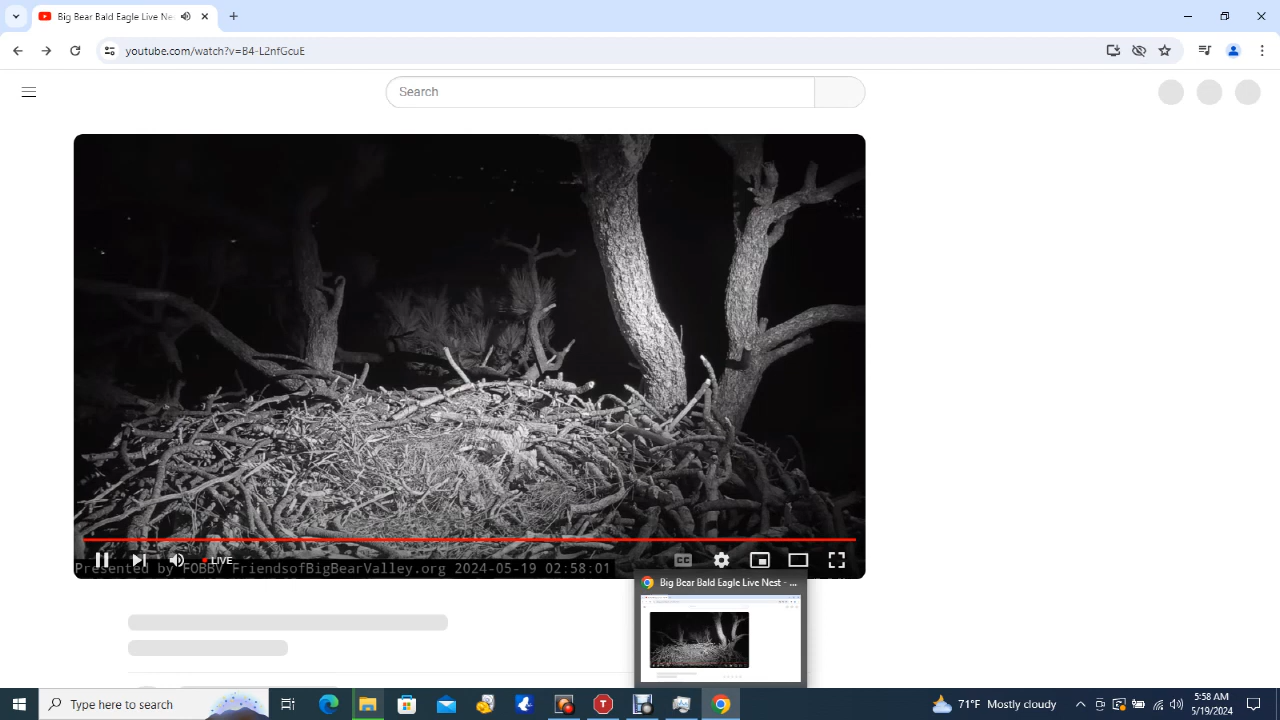 Big Bear Bald Eagle Live Ne
youtube.com/watch?v=B4-L2nfGcuE
Search
LIVE
CC
Presented by FOBBV FriendsofBigBearValley.org 2024-05-19 02:58:01
Big Bear Bald Eagle Live Nest - ...
Type here to search
T
71°F Mostly cloudy
5:58 AM
5/19/2024